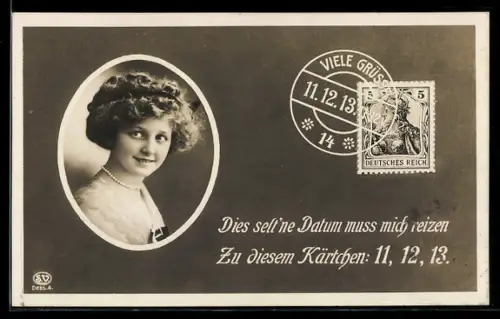 VIELE GRÜSSE
11.12.13.
* 14 *
5 5
DEUTSCHES REICH
Dies selt'ne Datum muss mich reizen
Zu diesem Kärtchen: 11, 12, 13.